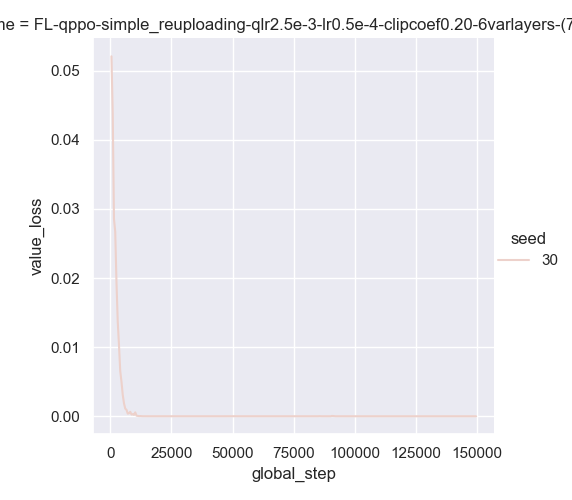 ne = FL-qppo-simple_reuploading-qlr2.5e-3-lr0.5e-4-clipcoef0.20-6varlayers-(7
0.05
0.04
0.03
0.02
0.01
0.00
value_loss
0 25000 50000 75000 100000 125000 150000
global_step
seed
30